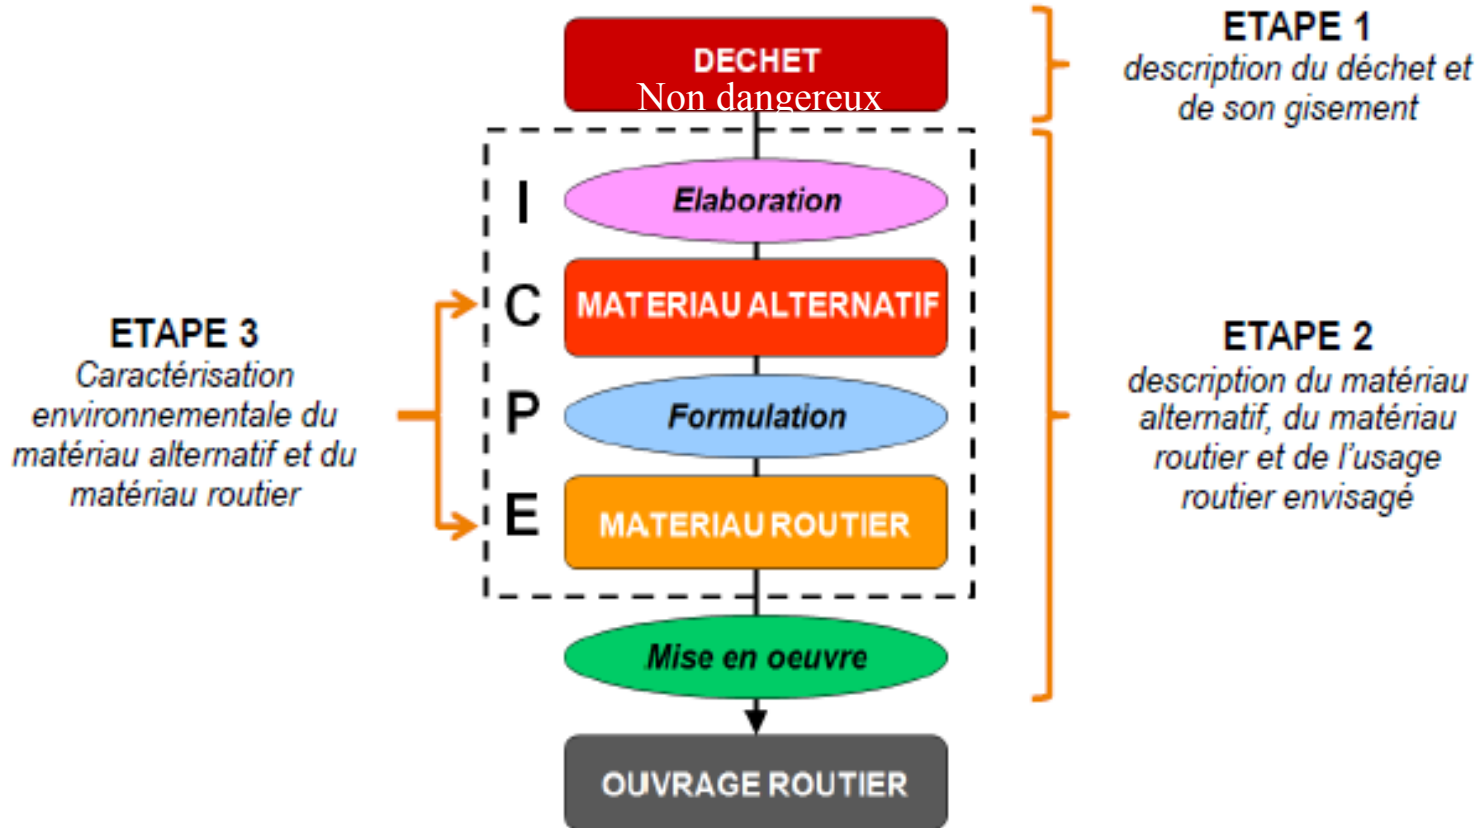 DECHET
Non dangereux
ETAPE 1
description du déchet et
de son gisement
I
Elaboration
C
MATERIAU ALTERNATIF
ETAPE 3
Caractérisation
environnementale du
matériau alternatif et du
matériau routier
P
Formulation
ETAPE 2
description du matériau
alternatif, du matériau
routier et de l'usage
routier envisagé
E
MATERIAU ROUTIER
Mise en oeuvre
OUVRAGE ROUTIER